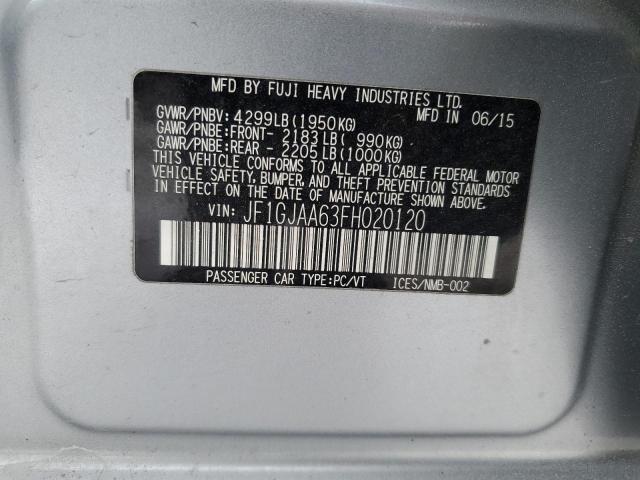 MFD BY FUJI HEAVY INDUSTRIES LTD.
MFD IN 06/15
GVWR/PNBV: 4299LB(1950KG)
GAWR/PNBE:FRONT- 2183LB( 990KG)
GAWR/PNBE:REAR - 2205LB(1000KG)
THIS VEHICLE CONFORMS TO ALL APPLICABLE FEDERAL MOTOR
VEHICLE SAFETY, BUMPER, AND THEFT PREVENTION STANDARDS
IN EFFECT ON THE DATE OF MANUFACTURE SHOWN ABOVE.
VIN: JF1GJAA63FH020120
PASSENGER CAR TYPE:PC/VT ICES/NMB-002